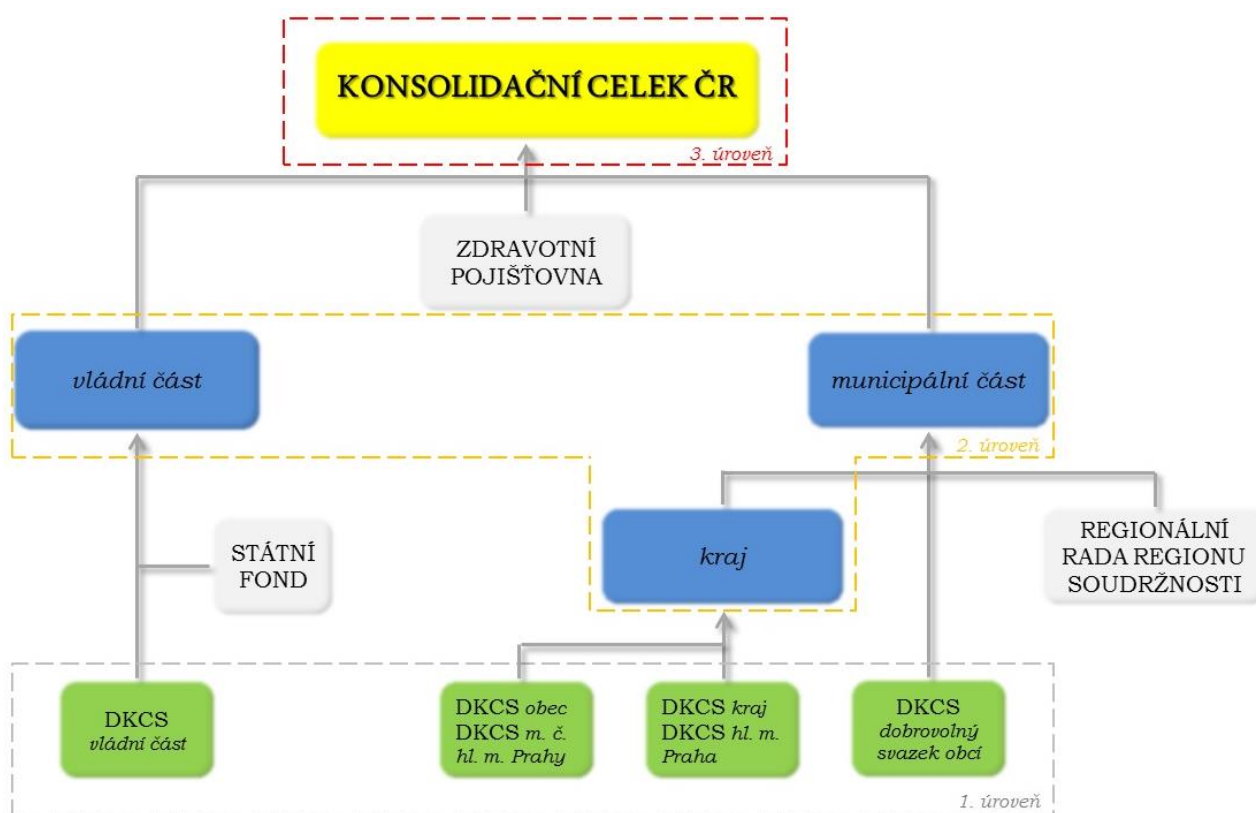 KONSOLIDAČNÍ CELEK ČR
3. úroveň
ZDRAVOTNÍ
POJIŠŤOVNA
vládní část
municipální část
2. úroveň
STÁTNÍ
FOND
kraj
REGIONÁLNÍ
RADA REGIONU
SOUDRŽNOSTI
DKCS
vládní část
DKCS obec
DKCS m. č.
hl. m. Prahy
DKCS kraj
DKCS hl. m.
Praha
DKCS
dobrovolný
svazek obcí
1. úroveň